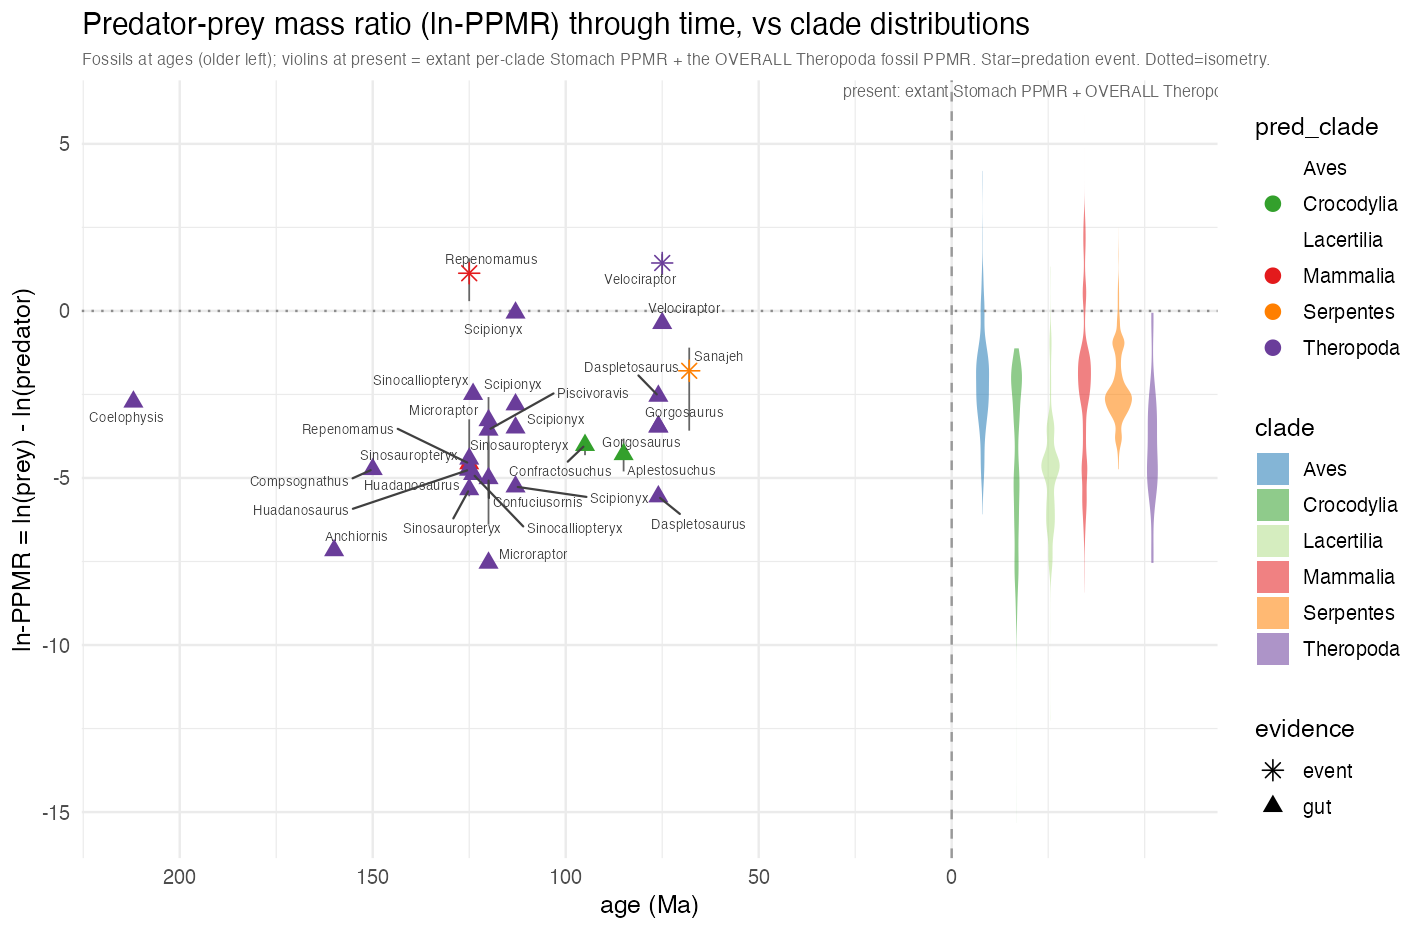 Predator-prey mass ratio (ln-PPMR) through time, vs clade distributions
Fossils at ages (older left); violins at present = extant per-clade Stomach PPMR + the OVERALL Theropoda fossil PPMR. Star=predation event. Dotted=isometry.
present: extant Stomach PPMR + OVERALL Theropo
ln-PPMR = ln(prey) - ln(predator)
5
0
-5
-10
-15
Repenomamus
Velociraptor
Velociraptor
Scipionyx
Sanajeh
Daspletosaurus
Sinocalliopteryx
Scipionyx
Piscivoravis
Coelophysis
Microraptor
Gorgosaurus
Scipionyx
Repenomamus
Sinosauropteryx
Gorgosaurus
Sinosauropteryx
Confractosuchus
Aplestosuchus
Compsognathus
Huadanosaurus
Confuciusornis
Scipionyx
Huadanosaurus
Sinosauropteryx
Sinocalliopteryx
Daspletosaurus
Anchiornis
Microraptor
200
150
100
50
0
age (Ma)
pred_clade
Aves
Crocodylia
Lacertilia
Mammalia
Serpentes
Theropoda
clade
Aves
Crocodylia
Lacertilia
Mammalia
Serpentes
Theropoda
evidence
event
gut